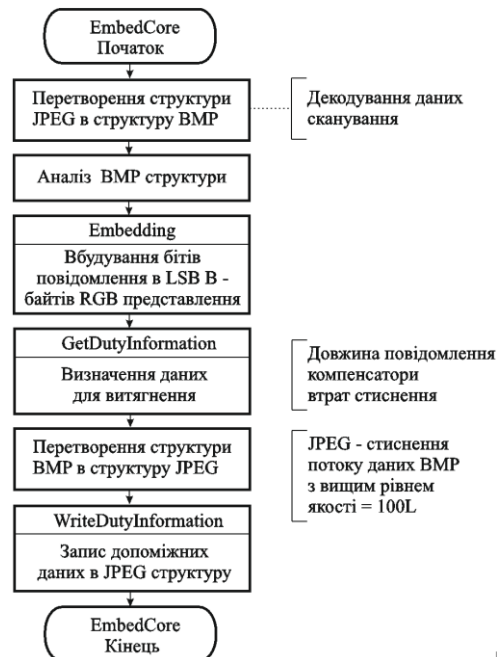 EmbedCore
Початок
Перетворення структури
JPEG в структуру BMP
Декодування даних
сканування
Аналіз BMP структури
Embedding
Вбудування бітів
повідомлення в LSB B -
байтів RGB представлення
GetDutyInformation
Визначення даних
для витягнення
Довжина повідомлення
компенсатори
втрат стиснення
Перетворення структури
BMP в структуру JPEG
JPEG - стиснення
потоку даних BMP
з вищим рівнем
якості = 100L
WriteDutyInformation
Запис допоміжних
даних в JPEG структуру
EmbedCore
Кінець